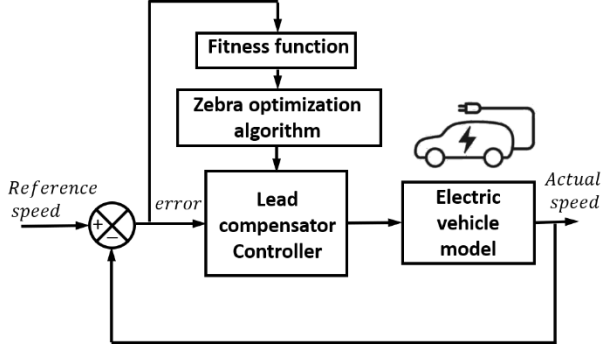 Fitness function
Zebra optimization
algorithm
Reference
speed
+
−
error
Lead
compensator
Controller
Electric
vehicle
model
Actual
speed